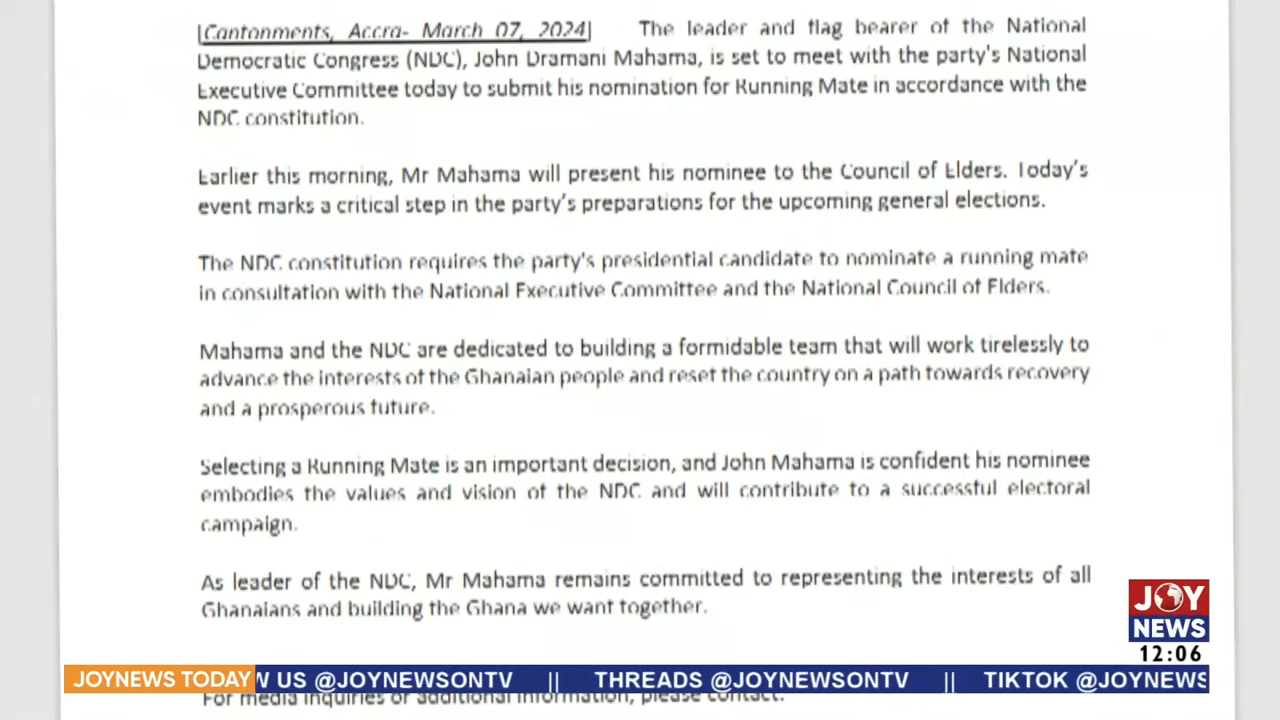 [Cantonments, Accra- March 07, 2024] The leader and flag bearer of the National
Democratic Congress (NDC), John Dramani Mahama, is set to meet with the party's National
Executive Committee today to submit his nomination for Running Mate in accordance with the
NDC constitution.
Earlier this morning, Mr Mahama will present his nominee to the Council of Elders. Today's
event marks a critical step in the party's preparations for the upcoming general elections.
The NDC constitution requires the party's presidential candidate to nominate a running mate
in consultation with the National Executive Committee and the National Council of Elders.
Mahama and the NDC are dedicated to building a formidable team that will work tirelessly to
advance the interests of the Ghanaian people and reset the country on a path towards recovery
and a prosperous future.
Selecting a Running Mate is an important decision, and John Mahama is confident his nominee
embodies the values and vision of the NDC and will contribute to a successful electoral
campaign.
As leader of the NDC, Mr Mahama remains committed to representing the interests of all
Ghanaians and building the Ghana we want together.
JOY
NEWS
12:06
JOYNEWS TODAY W US @JOYNEWSONTV || THREADS @JOYNEWSONTV || TIKTOK @JOYNEWS
For media inquiries or additional information, please contact: